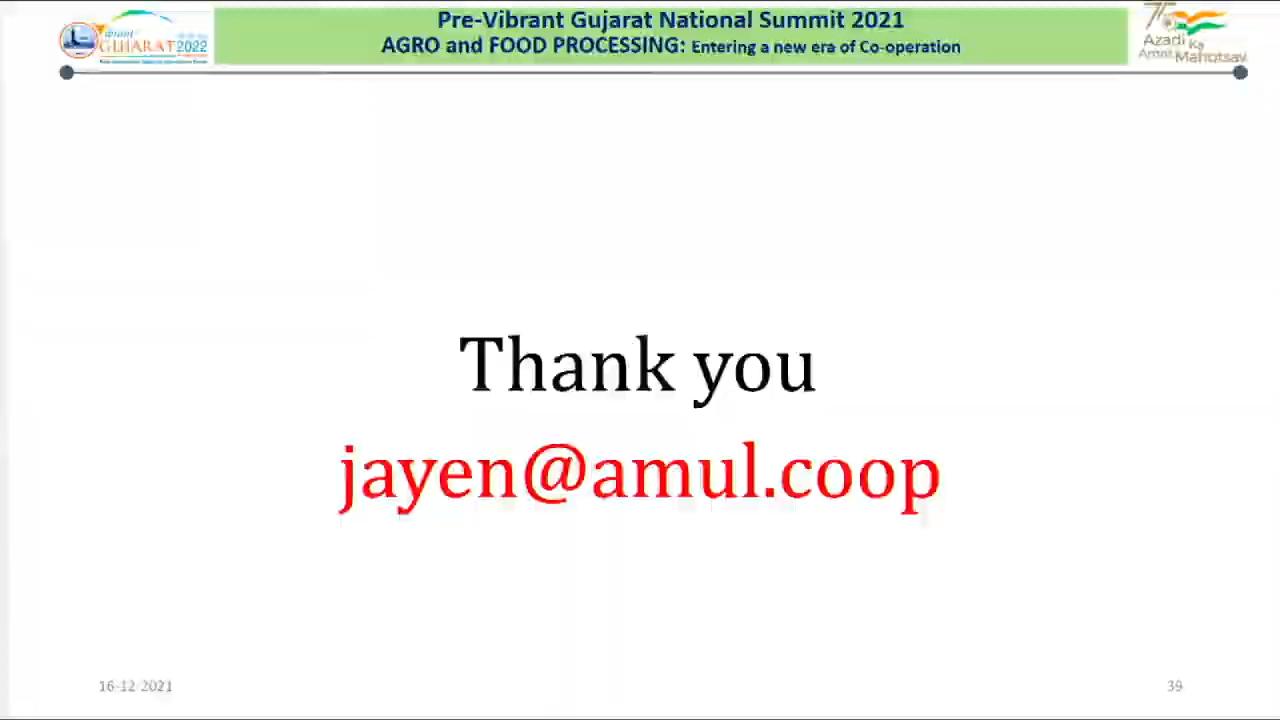 Pre-Vibrant Gujarat National Summit 2021
AGRO and FOOD PROCESSING: Entering a new era of Co-operation
GUJARAT 2022
Azadi Ka
Amrit Mahotsav
Thank you
jayen@amul.coop
16-12-2021
39